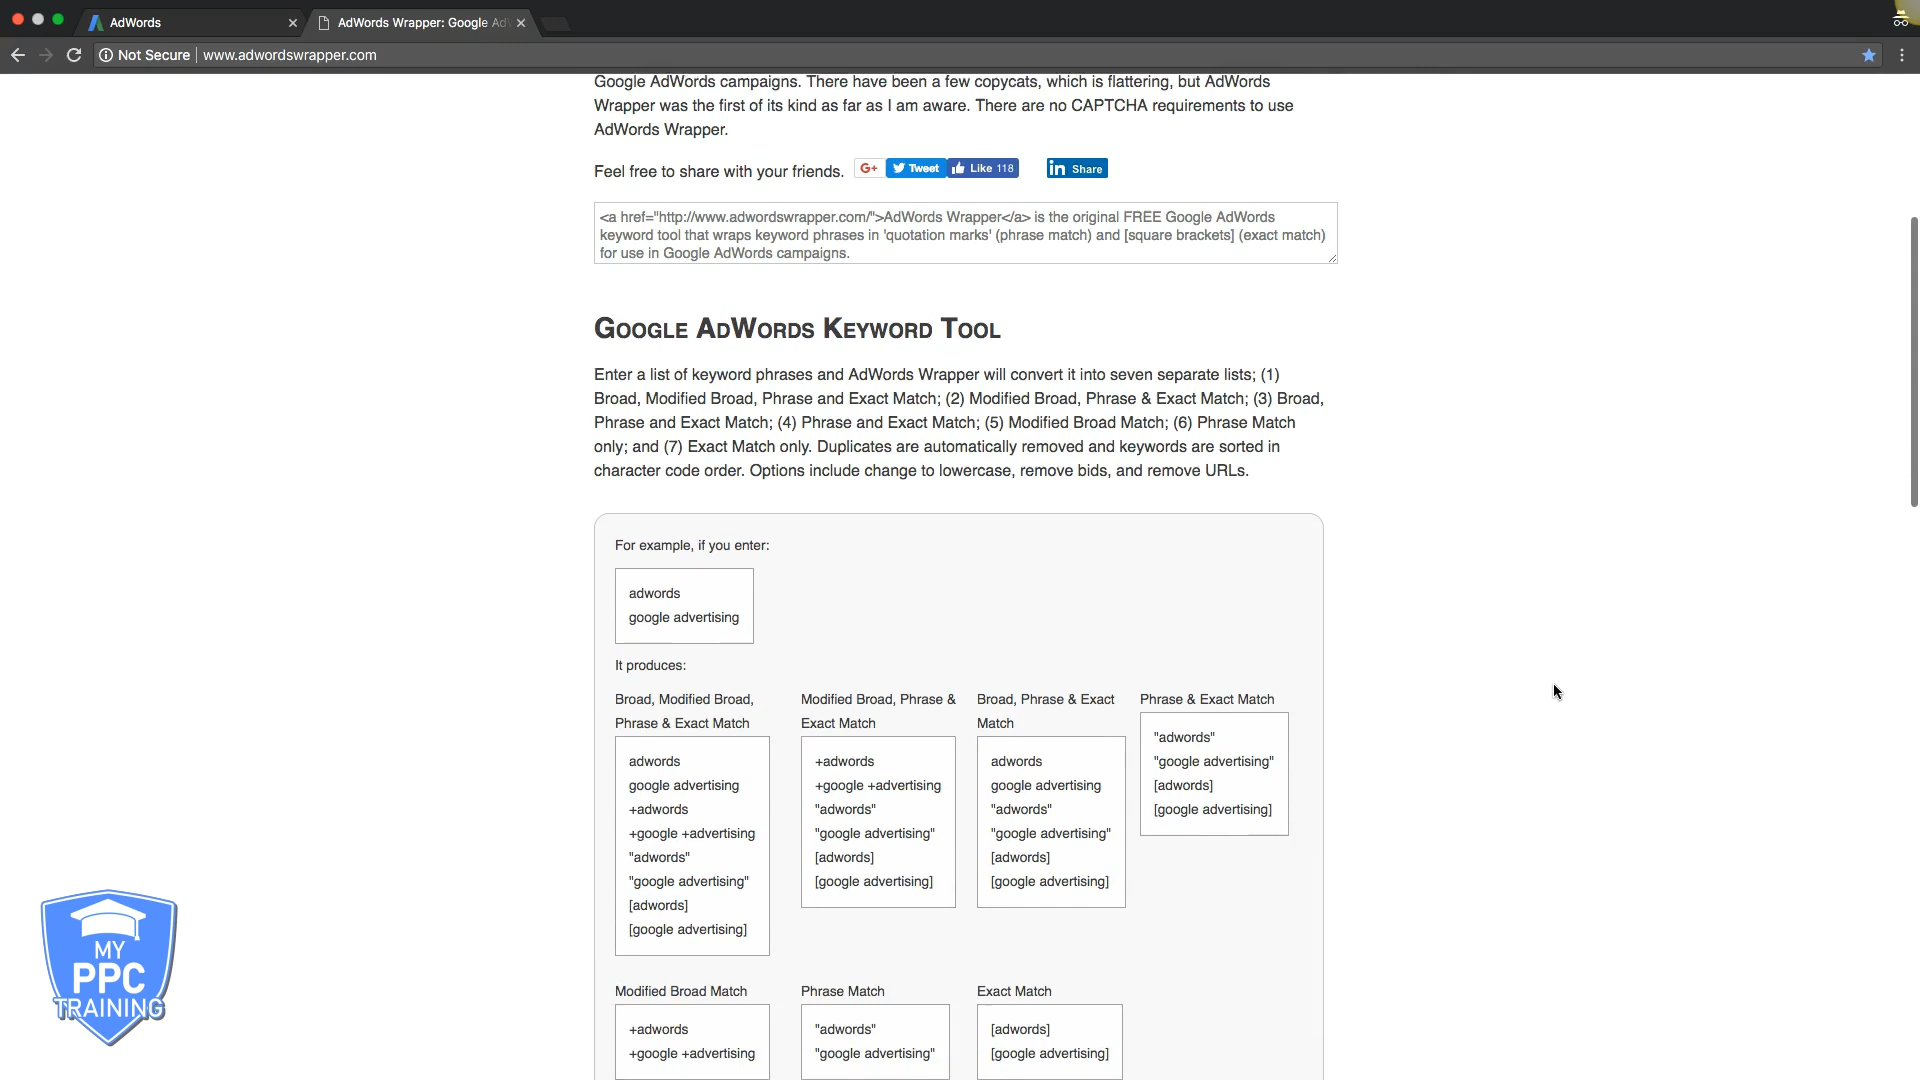 AdWords
AdWords Wrapper: Google Ad
Not Secure
www.adwordswrapper.com
Google AdWords campaigns. There have been a few copycats, which is flattering, but AdWords
Wrapper was the first of its kind as far as I am aware. There are no CAPTCHA requirements to use
AdWords Wrapper.
Feel free to share with your friends. G+ Tweet Like 118 in Share
<a href="http://www.adwordswrapper.com/">AdWords Wrapper</a> is the original FREE Google AdWords
keyword tool that wraps keyword phrases in 'quotation marks' (phrase match) and [square brackets] (exact match)
for use in Google AdWords campaigns.
Google AdWords Keyword Tool
Enter a list of keyword phrases and AdWords Wrapper will convert it into seven separate lists; (1)
Broad, Modified Broad, Phrase and Exact Match; (2) Modified Broad, Phrase & Exact Match; (3) Broad,
Phrase and Exact Match; (4) Phrase and Exact Match; (5) Modified Broad Match; (6) Phrase Match
only; and (7) Exact Match only. Duplicates are automatically removed and keywords are sorted in
character code order. Options include change to lowercase, remove bids, and remove URLs.
For example, if you enter:
adwords
google advertising
It produces:
Broad, Modified Broad,
Phrase & Exact Match
adwords
google advertising
+adwords
+google +advertising
"adwords"
"google advertising"
[adwords]
[google advertising]
Modified Broad, Phrase &
Exact Match
+adwords
+google +advertising
"adwords"
"google advertising"
[adwords]
[google advertising]
Broad, Phrase & Exact
Match
adwords
google advertising
"adwords"
"google advertising"
[adwords]
[google advertising]
Phrase & Exact Match
"adwords"
"google advertising"
[adwords]
[google advertising]
Modified Broad Match
+adwords
+google +advertising
Phrase Match
"adwords"
"google advertising"
Exact Match
[adwords]
[google advertising]
MY
PPC
TRAINING